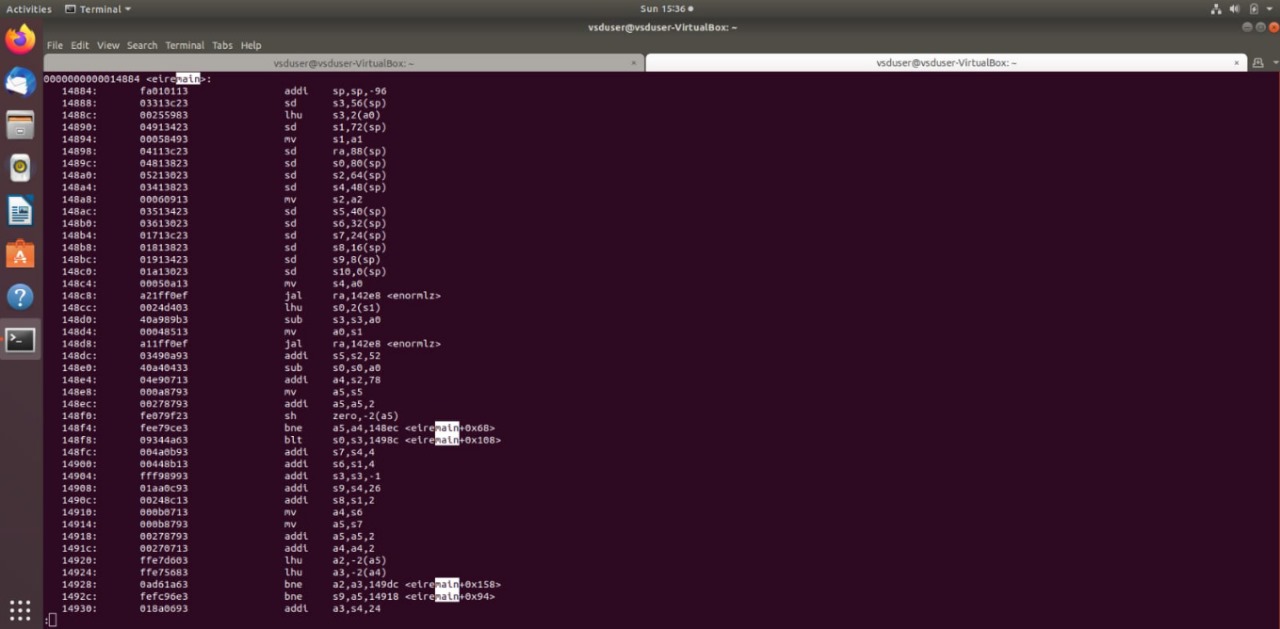 Activities Terminal Sun 15:36
vsduser@vsduser-VirtualBox: ~
File Edit View Search Terminal Tabs Help
vsduser@vsduser-VirtualBox: ~ × vsduser@vsduser-VirtualBox: ~ ×
0000000000014884 <eiremain>:
14884: fa010113 addi sp,sp,-96
14888: 03313c23 sd s3,56(sp)
1488c: 00255983 lhu s3,2(a0)
14890: 04913423 sd s1,72(sp)
14894: 00058493 mv s1,a1
14898: 04113c23 sd ra,88(sp)
1489c: 04813823 sd s0,80(sp)
148a0: 05213023 sd s2,64(sp)
148a4: 03413823 sd s4,48(sp)
148a8: 00060913 mv s2,a2
148ac: 03513423 sd s5,40(sp)
148b0: 03613023 sd s6,32(sp)
148b4: 01713c23 sd s7,24(sp)
148b8: 01813823 sd s8,16(sp)
148bc: 01913423 sd s9,8(sp)
148c0: 01a13023 sd s10,0(sp)
148c4: 00050a13 mv s4,a0
148c8: a21ff0ef jal ra,142e8 <enormlz>
148cc: 0024d403 lhu s0,2(s1)
148d0: 40a989b3 sub s3,s3,a0
148d4: 00048513 mv a0,s1
148d8: a11ff0ef jal ra,142e8 <enormlz>
148dc: 03490a93 addi s5,s2,52
148e0: 40a40433 sub s0,s0,a0
148e4: 04e90713 addi a4,s2,78
148e8: 000a8793 mv a5,s5
148ec: 00278793 addi a5,a5,2
148f0: fe079f23 sh zero,-2(a5)
148f4: fee79ce3 bne a5,a4,148ec <eiremain+0x68>
148f8: 09344a63 blt s0,s3,1498c <eiremain+0x108>
148fc: 004a0b93 addi s7,s4,4
14900: 00448b13 addi s6,s1,4
14904: fff98993 addi s3,s3,-1
14908: 01aa0c93 addi s9,s4,26
1490c: 00248c13 addi s8,s1,2
14910: 000b0713 mv a4,s6
14914: 000b8793 mv a5,s7
14918: 00278793 addi a5,a5,2
1491c: 00270713 addi a4,a4,2
14920: ffe7d603 lhu a2,-2(a5)
14924: ffe75683 lhu a3,-2(a4)
14928: 0ad61a63 bne a2,a3,149dc <eiremain+0x158>
1492c: fefc96e3 bne s9,a5,14918 <eiremain+0x94>
14930: 018a0693 addi a3,s4,24
: